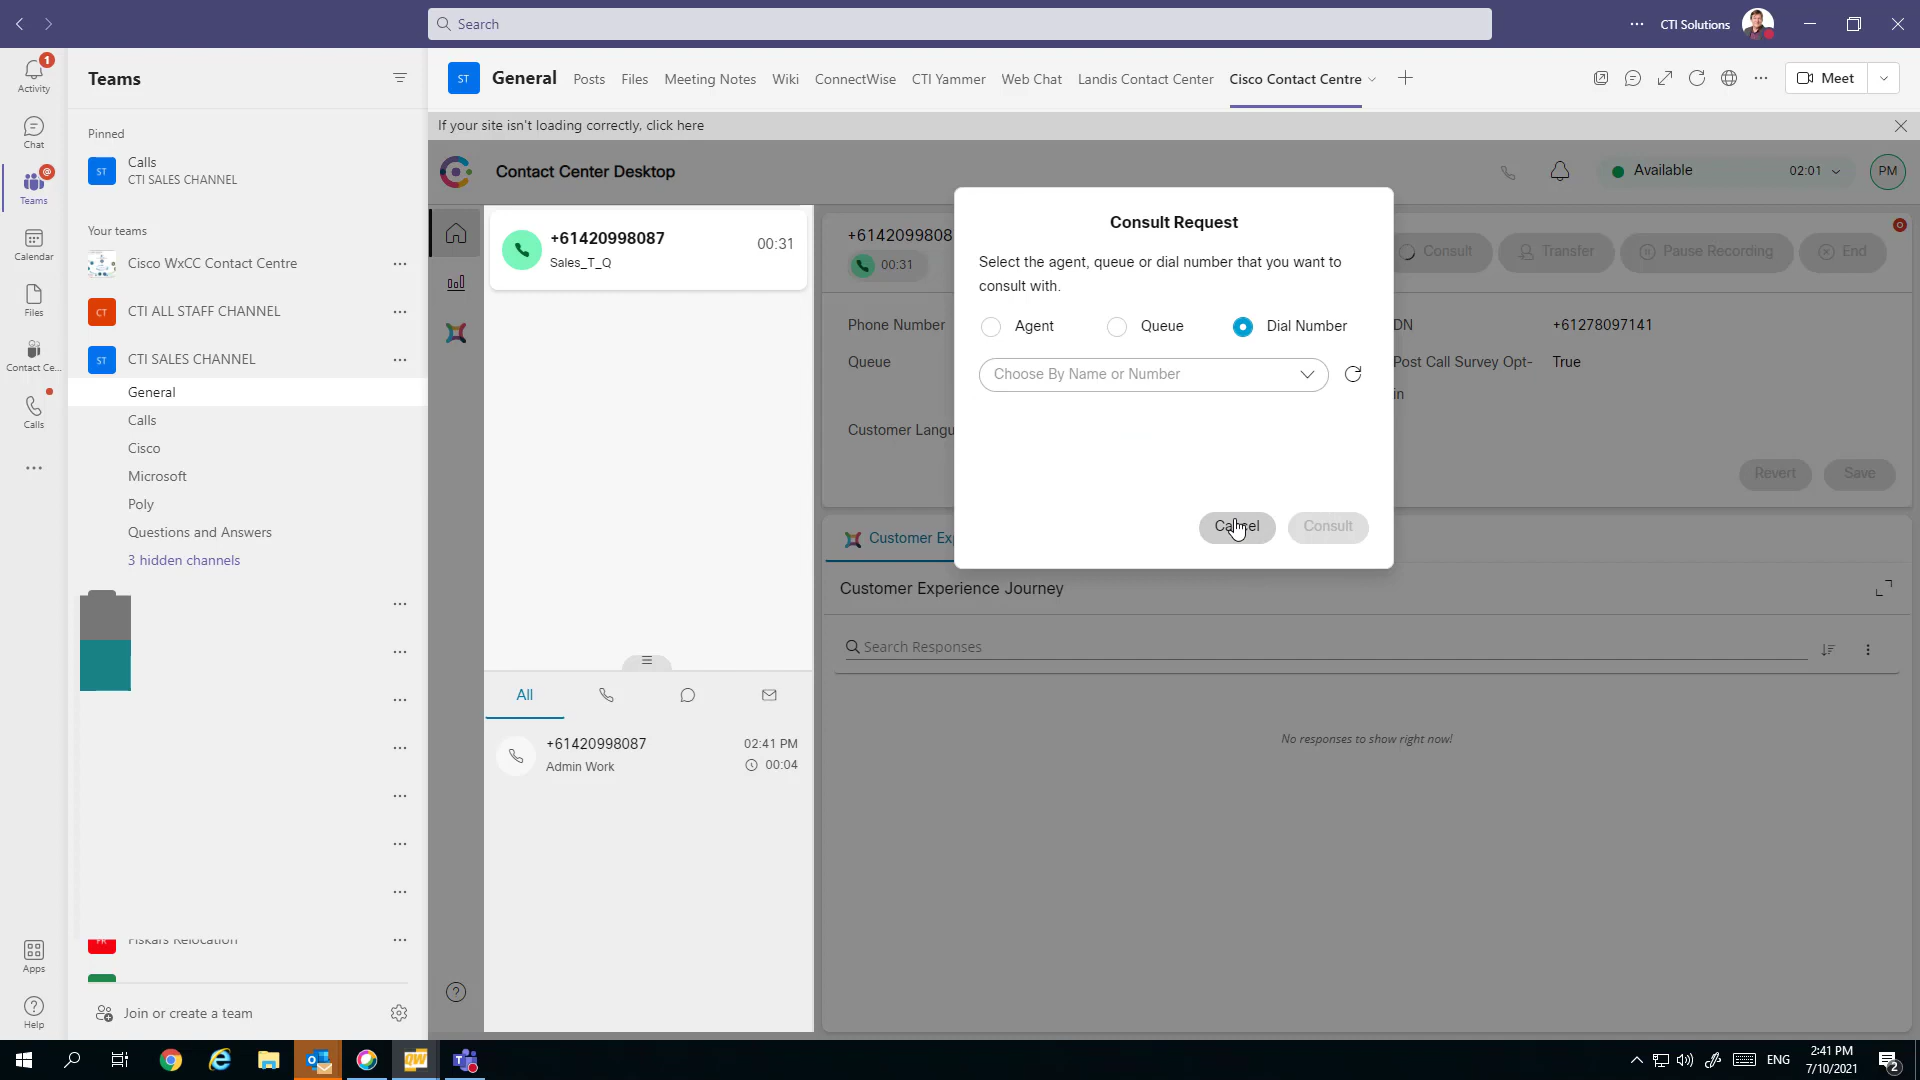 Search
CTI Solutions
Activity
1
Chat
Teams
Calendar
Files
Contact Ce...
Calls
Apps
Help
Teams
Pinned
ST
Calls
CTI SALES CHANNEL
Your teams
Cisco WxCC Contact Centre
CT
CTI ALL STAFF CHANNEL
ST
CTI SALES CHANNEL
General
Calls
Cisco
Microsoft
Poly
Questions and Answers
3 hidden channels
Fiskars Relocation
Join or create a team
ST
General
Posts
Files
Meeting Notes
Wiki
ConnectWise
CTI Yammer
Web Chat
Landis Contact Center
Cisco Contact Centre
Meet
If your site isn't loading correctly, click here
Contact Center Desktop
Available
02:01
PM
+61420998087
Sales_T_Q
00:31
All
+61420998087
Admin Work
02:41 PM
00:04
+6142099808
00:31
Consult
Transfer
Pause Recording
End
Phone Number
DN
+61278097141
Queue
Post Call Survey Opt-
in
True
Customer Langu
Revert
Save
Consult Request
Select the agent, queue or dial number that you want to
consult with.
Agent
Queue
Dial Number
Choose By Name or Number
Cancel
Consult
Customer Ex
Customer Experience Journey
Search Responses
No responses to show right now!
QW
ENG
2:41 PM
7/10/2021
2